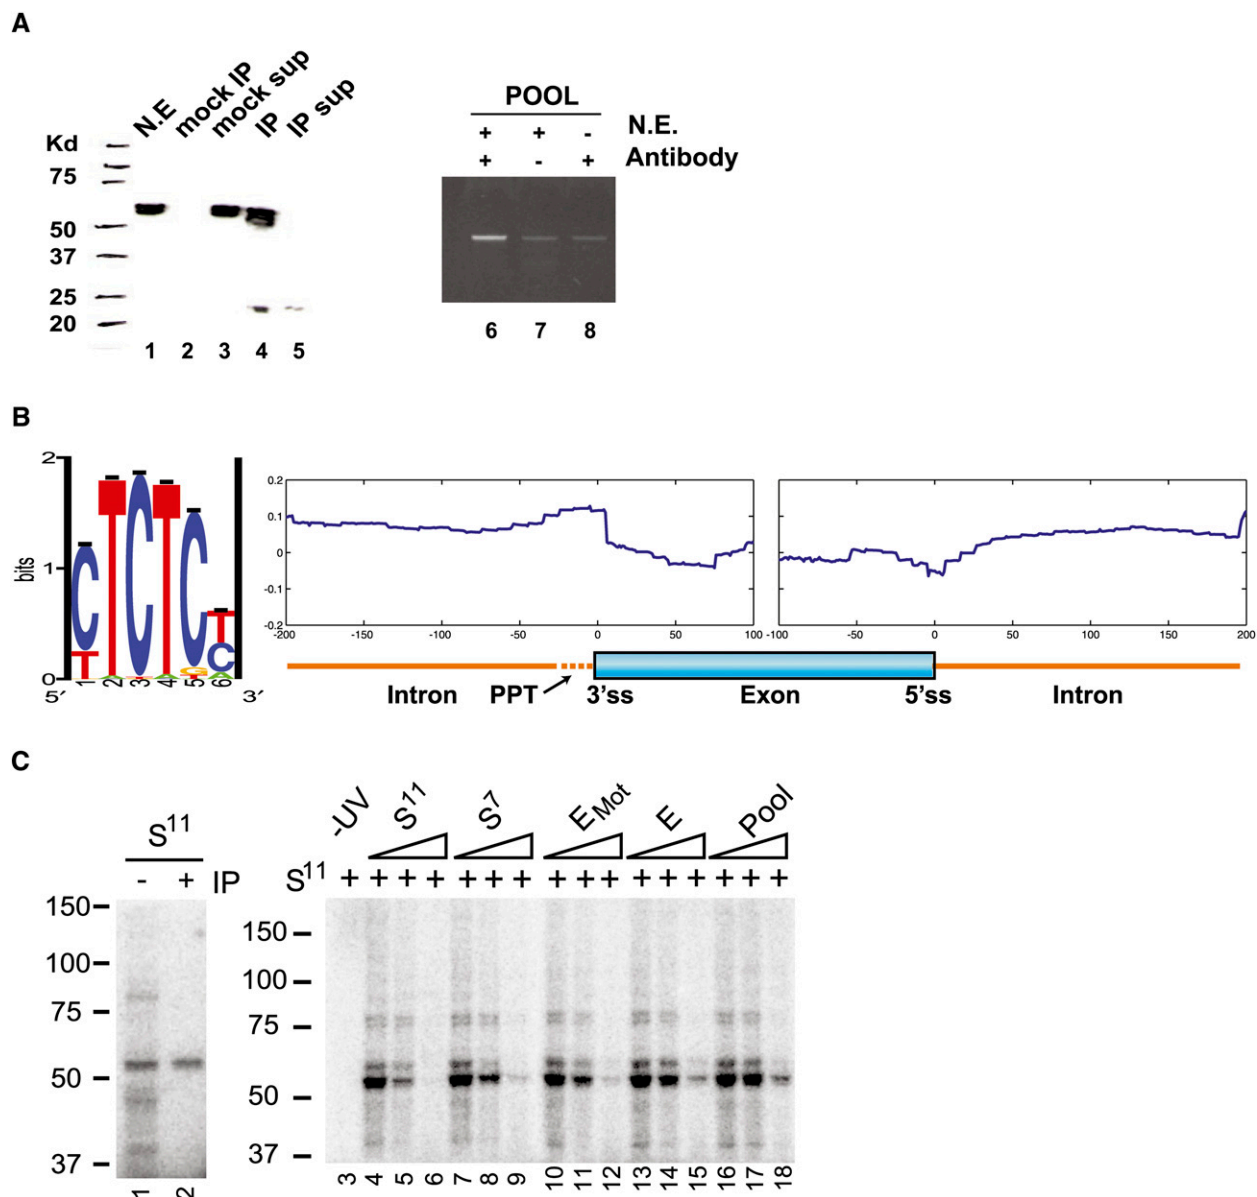 A
N.E
mock IP
mock sup
IP
IP sup
Kd
75
50
37
25
20
1 2 3 4 5
POOL
+ + - N.E.
+ - + Antibody
6 7 8
B
2
bits
1
0
C T C T C T
T G C
A
1 2 3 4 5 6
5' 3'
0.2
0.1
0
-0.1
-0.2
-200 -150 -100 -50 0 50 100
-100 -50 0 50 100 150 200
Intron PPT 3'ss Exon 5'ss Intron
C
S11
- + IP
150
100
75
50
37
1 2
-UV S11 S7 EMot E Pool
S11 + + + + + + + + + + + + + + + +
150
100
75
50
37
3 4 5 6 7 8 9 10 11 12 13 14 15 16 17 18